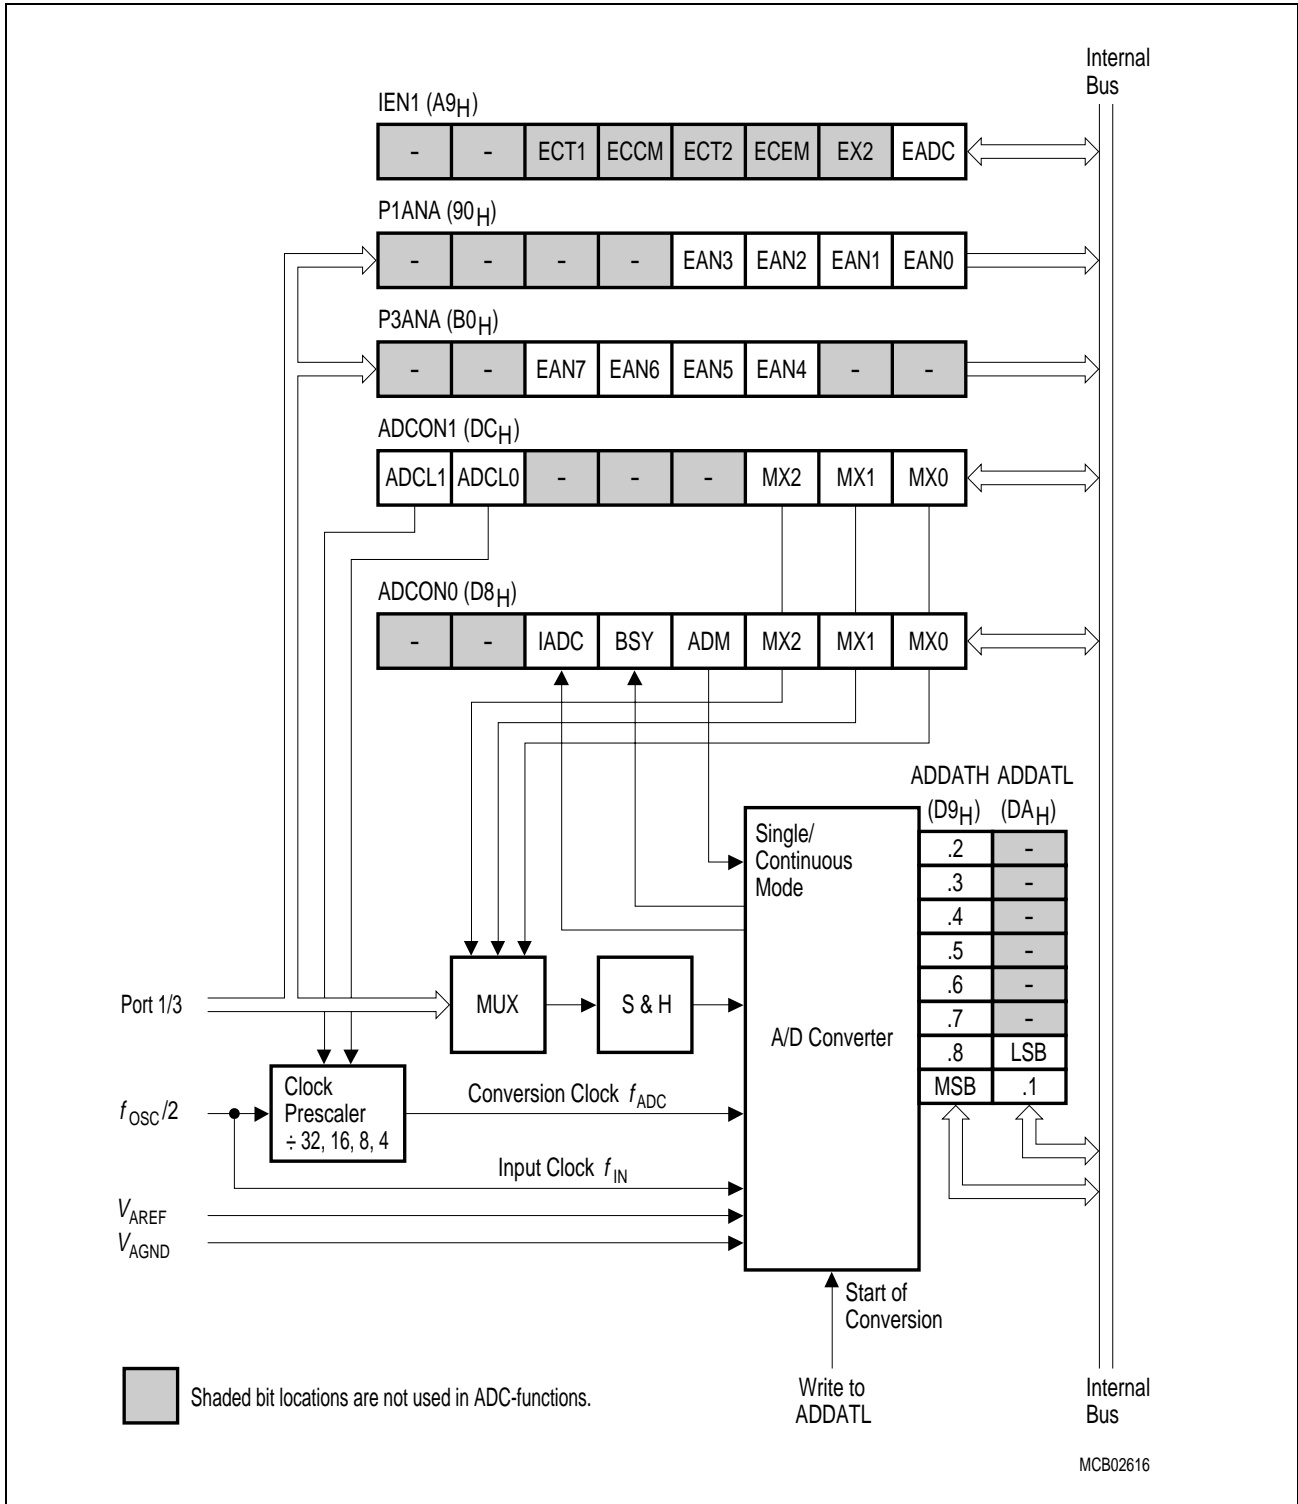 Internal
Bus
IEN1 (A9H)
- - ECT1 ECCM ECT2 ECEM EX2 EADC
P1ANA (90H)
- - - - EAN3 EAN2 EAN1 EAN0
P3ANA (B0H)
- - EAN7 EAN6 EAN5 EAN4 - -
ADCON1 (DCH)
ADCL1 ADCL0 - - - MX2 MX1 MX0
ADCON0 (D8H)
- - IADC BSY ADM MX2 MX1 MX0
ADDATH ADDATL
(D9H) (DAH)
.2 -
.3 -
.4 -
.5 -
.6 -
.7 -
.8 LSB
MSB .1
Single/
Continuous
Mode
A/D Converter
Port 1/3
MUX
S & H
fOSC/2
Clock
Prescaler
÷ 32, 16, 8, 4
Conversion Clock fADC
Input Clock fIN
VAREF
VAGND
Start of
Conversion
Write to
ADDATL
Internal
Bus
Shaded bit locations are not used in ADC-functions.
MCB02616